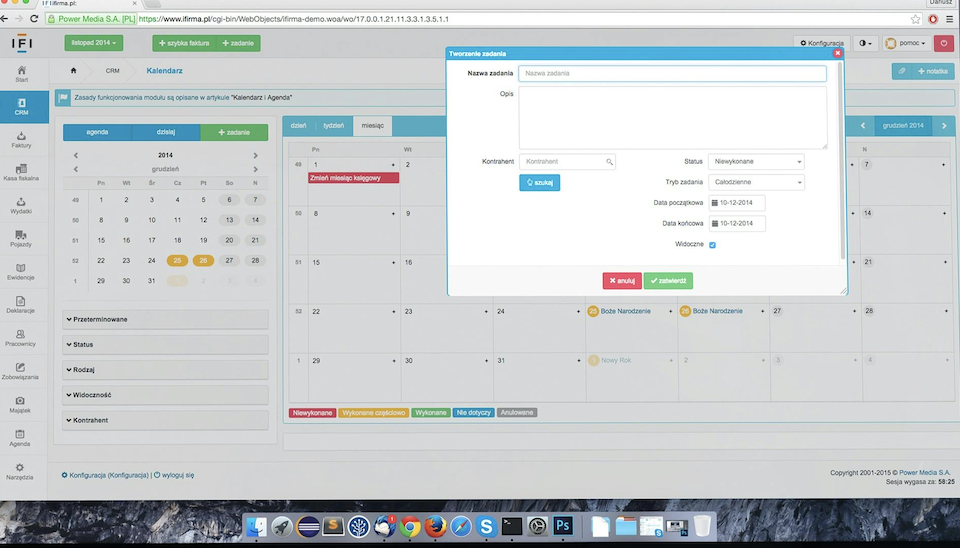 ifirma.pl:
Dariusz
Power Media S.A. [PL] https://www.ifirma.pl/cgi-bin/WebObjects/ifirma-demo.woa/wo/17.0.0.1.21.11.3.3.1.3.5.1.1
IFI
listopad 2014
+ szybka faktura
+ zadanie
Konfiguracja
pomoc
Start
CRM
Faktury
Kasa fiskalna
Wydatki
Pojazdy
Ewidencje
Deklaracje
Pracownicy
Zobowiązania
Majątek
Agenda
Narzędzia
CRM
Kalendarz
+ notatka
Zasady funkcjonowania modułu są opisane w artykule "Kalendarz i Agenda"
agenda
dzisiaj
+ zadanie
2014
grudzień
Pn Wt Śr Cz Pt So N
49 1 2 3 4 5 6 7
50 8 9 10 11 12 13 14
51 15 16 17 18 19 20 21
52 22 23 24 25 26 27 28
1 29 30 31
Przeterminowane
Status
Rodzaj
Widoczność
Kontrahent
dzień
tydzień
miesiąc
grudzień 2014
Pn Wt N
49 1 + 2 + 7 +
Zmień miesiąc księgowy
50 8 + 9 + 14 +
51 15 + 16 + 21 +
52 22 + 23 + 24 + 25 Boże Narodzenie + 26 Boże Narodzenie + 27 + 28 +
1 29 + 30 + 31 + 1 Nowy Rok + 2 + 3 + 4 +
Niewykonane
Wykonane częściowo
Wykonane
Nie dotyczy
Anulowane
Tworzenie zadania
Nazwa zadania
Nazwa zadania
Opis
Kontrahent
Kontrahent
szukaj
Status
Niewykonane
Tryb zadania
Całodzienne
Data początkowa
10-12-2014
Data końcowa
10-12-2014
Widoczne
anuluj
zatwierdź
Konfiguracja (Konfiguracja) | wyloguj się
Copyright 2001-2015 © Power Media S.A.
Sesja wygasa za: 58:25
S
S
Ps